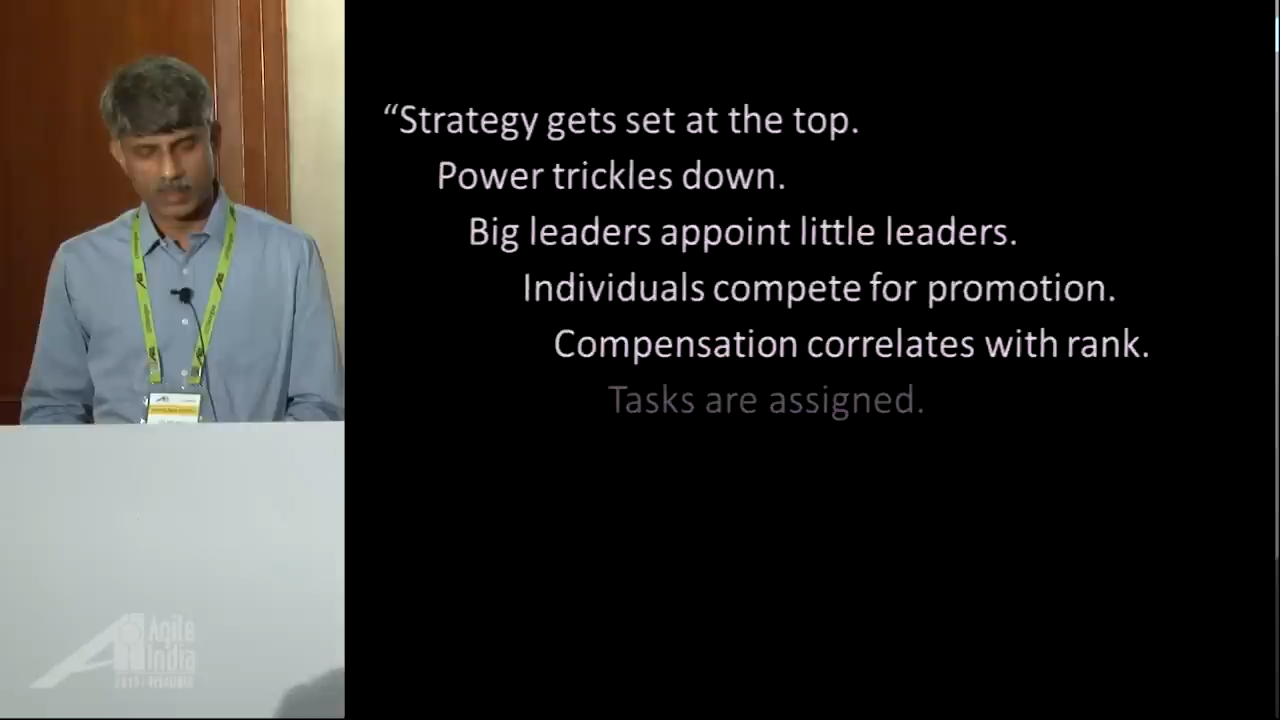 “Strategy gets set at the top.
Power trickles down.
Big leaders appoint little leaders.
Individuals compete for promotion.
Compensation correlates with rank.
Tasks are assigned.
Agile
India